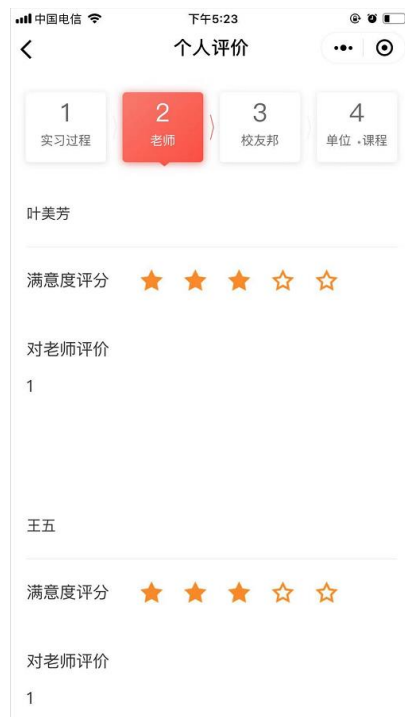 中国电信 下午5:23
个人评价
1 2 3 4
实习过程 老师 校友邦 单位 ·课程
叶美芳
满意度评分
对老师评价
1
王五
满意度评分
对老师评价
1